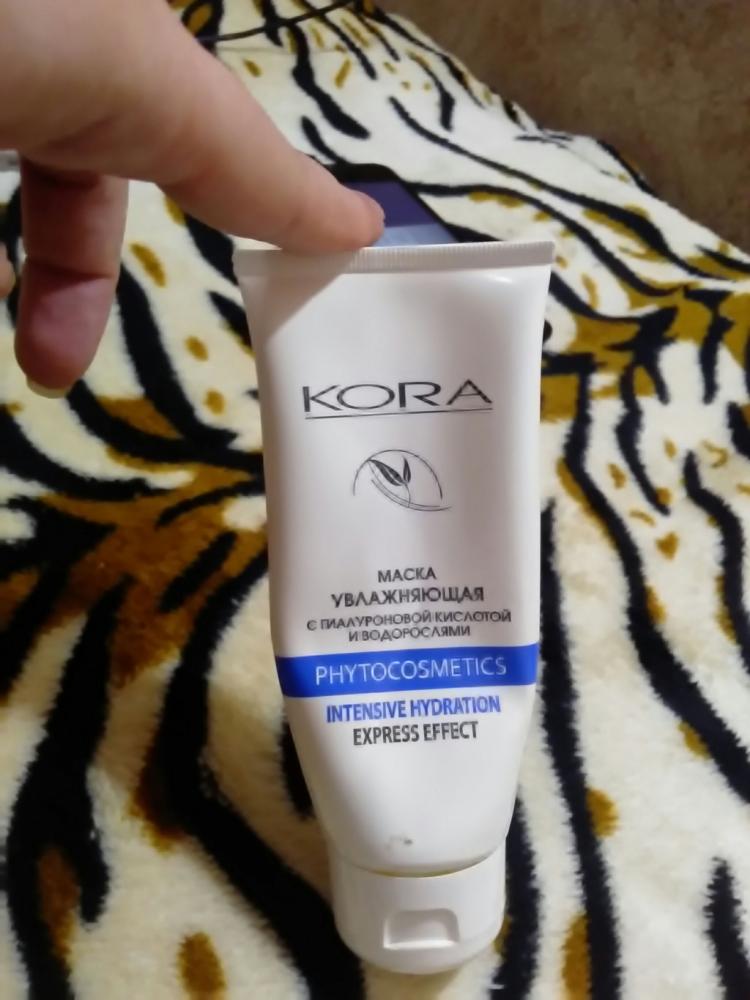 KORA
МАСКА
УВЛАЖНЯЮЩАЯ
С ГИАЛУРОНОВОЙ КИСЛОТОЙ
И ВОДОРОСЛЯМИ
PHYTOCOSMETICS
INTENSIVE HYDRATION
EXPRESS EFFECT